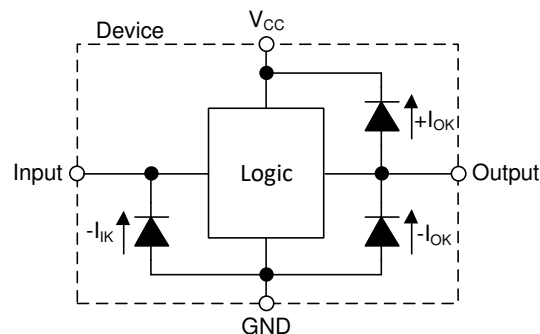 V<sub>CC</sub>
Device
+I<sub>OK</sub>
Input
Logic
Output
-I<sub>IK</sub>
-I<sub>OK</sub>
GND